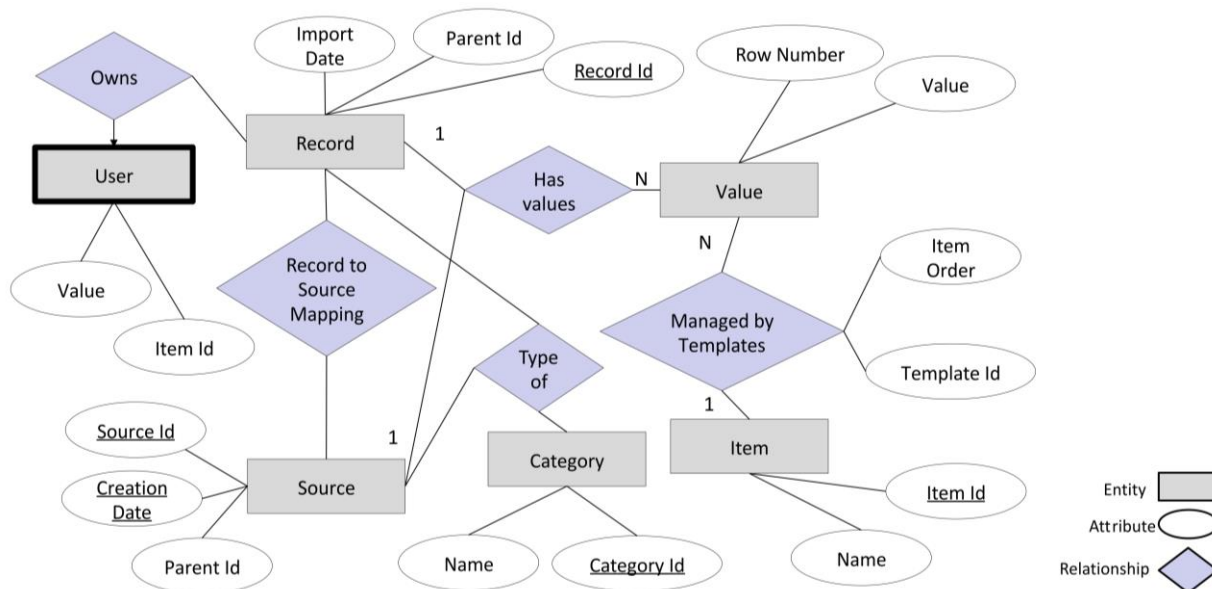 Import
Date
Parent Id
Record Id
Row Number
Value
Owns
Record
1
User
Has
values
N
Value
N
Item
Order
Record to
Source
Mapping
Value
Item Id
Managed by
Templates
Type
of
Template Id
1
Source Id
1
Category
Item
Creation
Date
Source
Item Id
Entity
Attribute
Parent Id
Name
Category Id
Name
Relationship